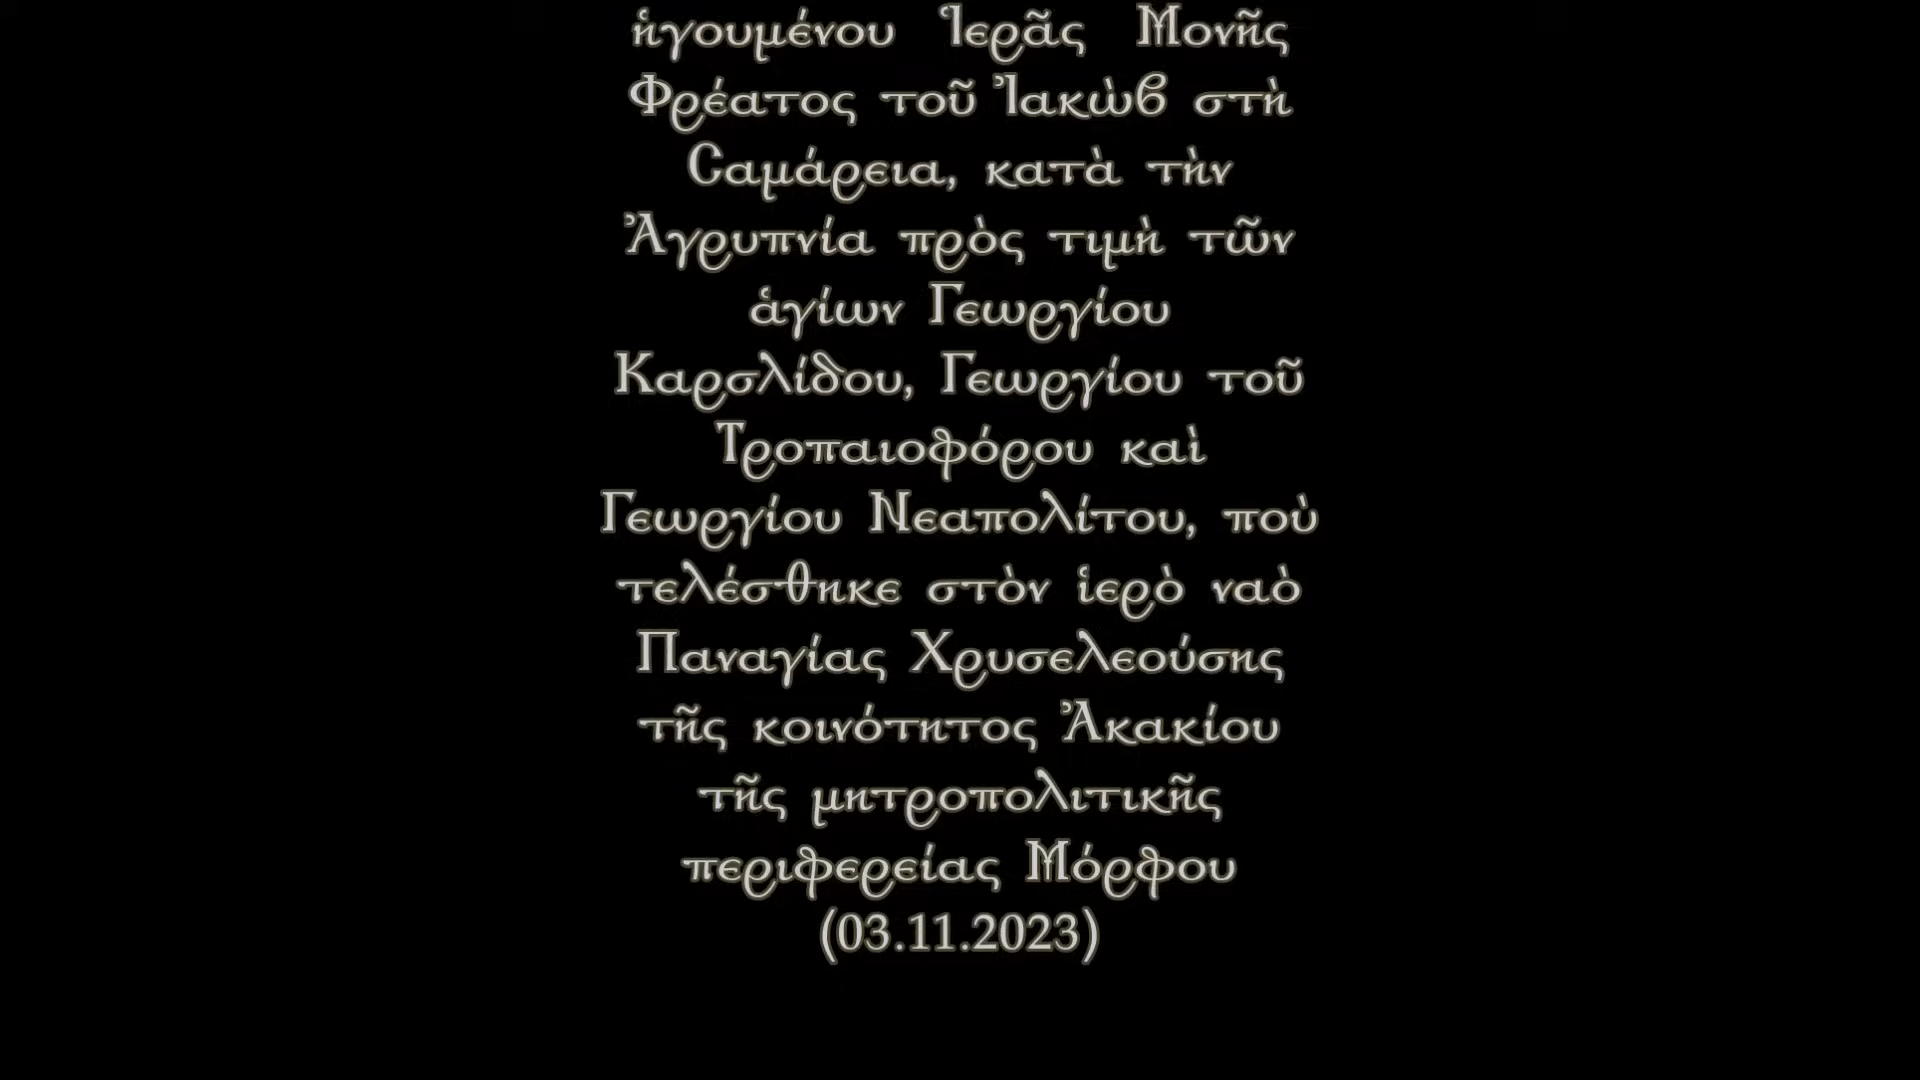 ἡγουμένου Ἱερᾶς Μονῆς
Φρέατος τοῦ Ἰακὼβ στὴ
Σαμάρεια, κατὰ τὴν
Ἀγρυπνία πρὸς τιμὴ τῶν
ἁγίων Γεωργίου
Καρσλίδου, Γεωργίου τοῦ
Τροπαιοφόρου καὶ
Γεωργίου Νεαπολίτου, ποὺ
τελέσθηκε στὸν ἱερὸ ναὸ
Παναγίας Χρυσελεούσης
τῆς κοινότητος Ἀκακίου
τῆς μητροπολιτικῆς
περιφερείας Μόρφου
(03.11.2023)